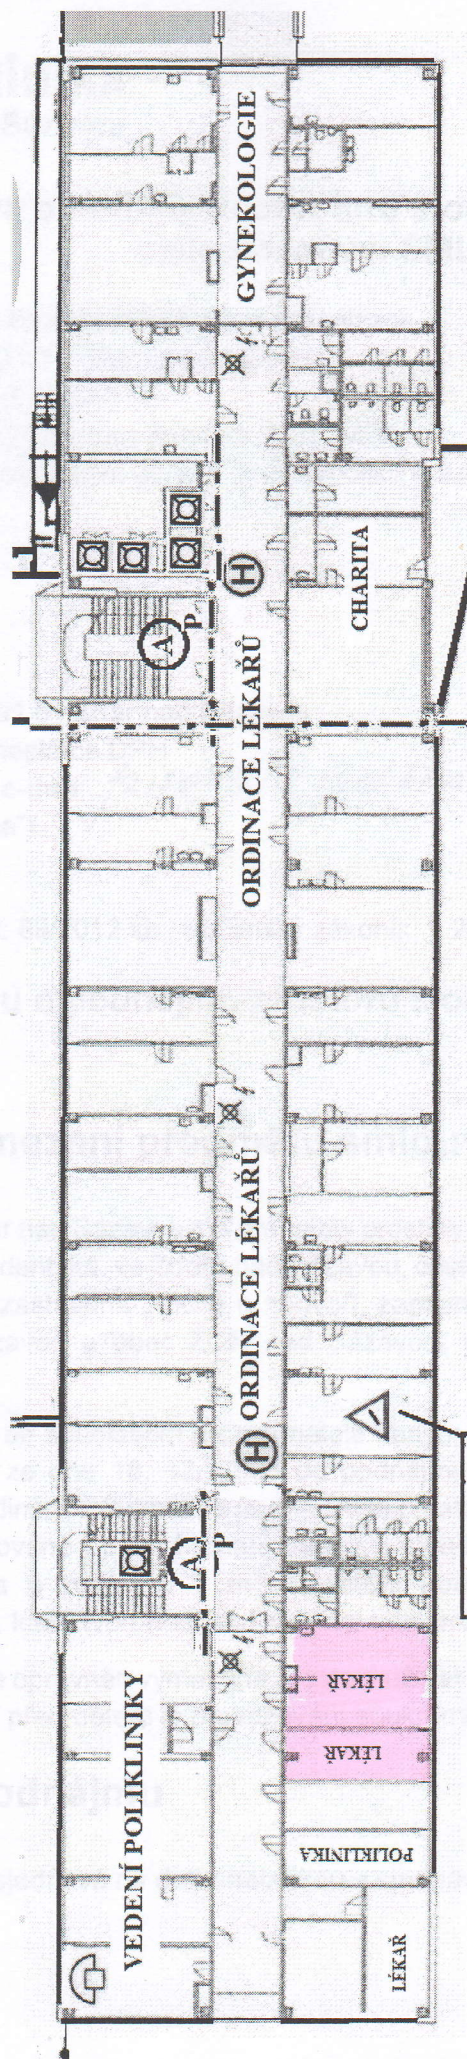 GYNEKOLOGIE
H
CHARITA
A
P
ORDINACE LÉKAŘŮ
ORDINACE LÉKAŘŮ
H
P
A
LÉKAŘ
LÉKAŘ
VEDENÍ POLIKLINIKY
POLIKLINIKA
LÉKAŘ